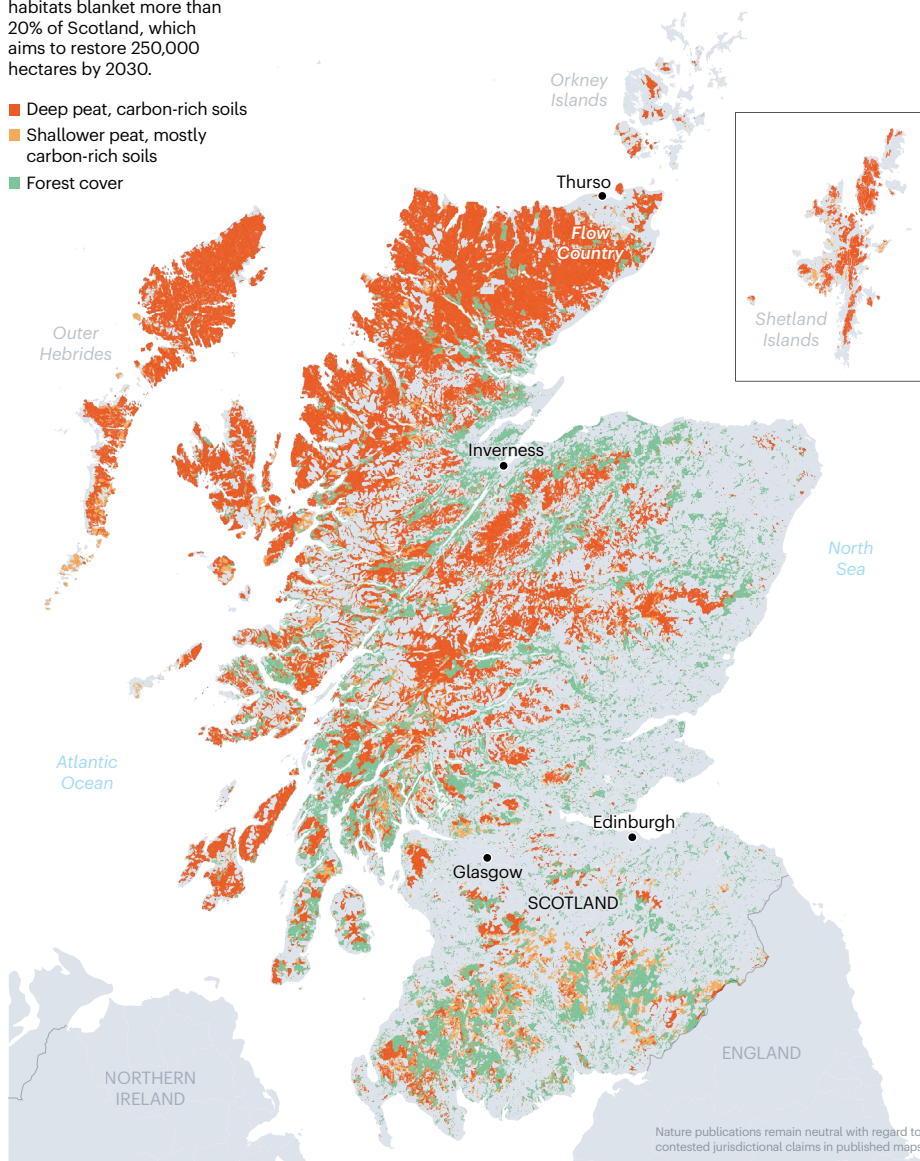 habitats blanket more than
20% of Scotland, which
aims to restore 250,000
hectares by 2030.
Deep peat, carbon-rich soils
Shallower peat, mostly
carbon-rich soils
Forest cover
Orkney
Islands
Thurso
Flow
Country
Outer
Hebrides
Shetland
Islands
Inverness
North
Sea
Atlantic
Ocean
Edinburgh
Glasgow
SCOTLAND
ENGLAND
NORTHERN
IRELAND
Nature publications remain neutral with regard to
contested jurisdictional claims in published maps